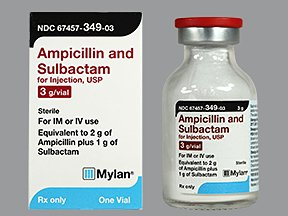 NDC 67457-349-03
Ampicillin and
Sulbactam
for Injection, USP
3 g/vial
Sterile
For IM or IV use
Equivalent to 2 g of
Ampicillin plus 1 g of
Sulbactam
Mylan
Rx only One Vial
NDC 67457-349-03 3 g
Ampicillin and
Sulbactam
for Injection, USP
3 g/vial
Sterile
For IM or IV use
Equivalent to 2 g of
Ampicillin plus 1 g
of Sulbactam
Mylan
Rx only